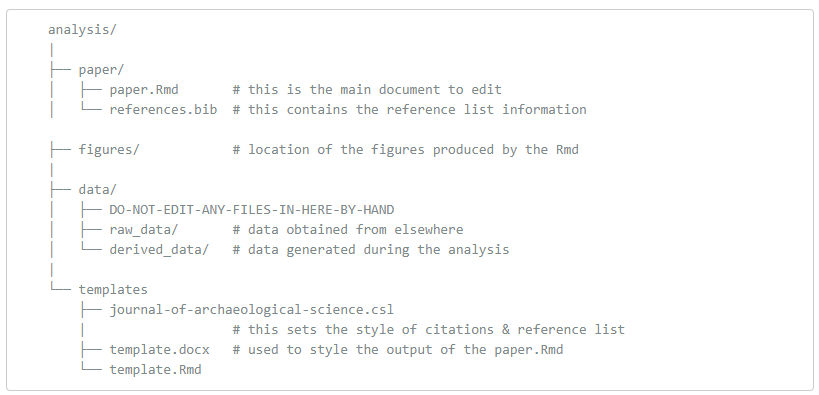 analysis/
|
├── paper/
│   ├── paper.Rmd       # this is the main document to edit
│   └── references.bib  # this contains the reference list information

├── figures/            # location of the figures produced by the Rmd
|
├── data/
│   ├── DO-NOT-EDIT-ANY-FILES-IN-HERE-BY-HAND
│   ├── raw_data/       # data obtained from elsewhere
│   └── derived_data/   # data generated during the analysis
|
└── templates
    ├── journal-of-archaeological-science.csl
    |                   # this sets the style of citations & reference list
    ├── template.docx   # used to style the output of the paper.Rmd
    └── template.Rmd